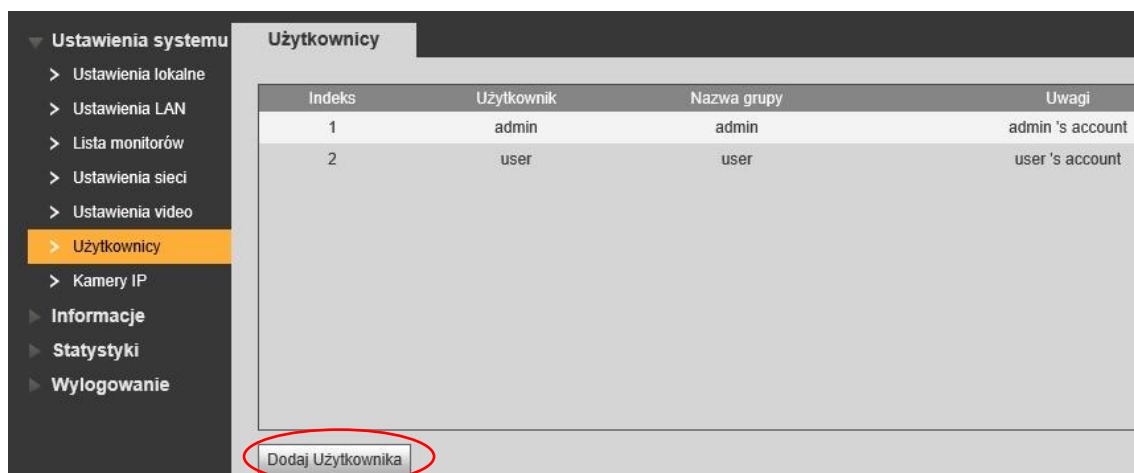 Ustawienia systemu
Ustawienia lokalne
Ustawienia LAN
Lista monitorów
Ustawienia sieci
Ustawienia video
Użytkownicy
Kamery IP
Informacje
Statystyki
Wylogowanie
Użytkownicy
Indeks Użytkownik Nazwa grupy Uwagi
1 admin admin admin 's account
2 user user user 's account
Dodaj Użytkownika